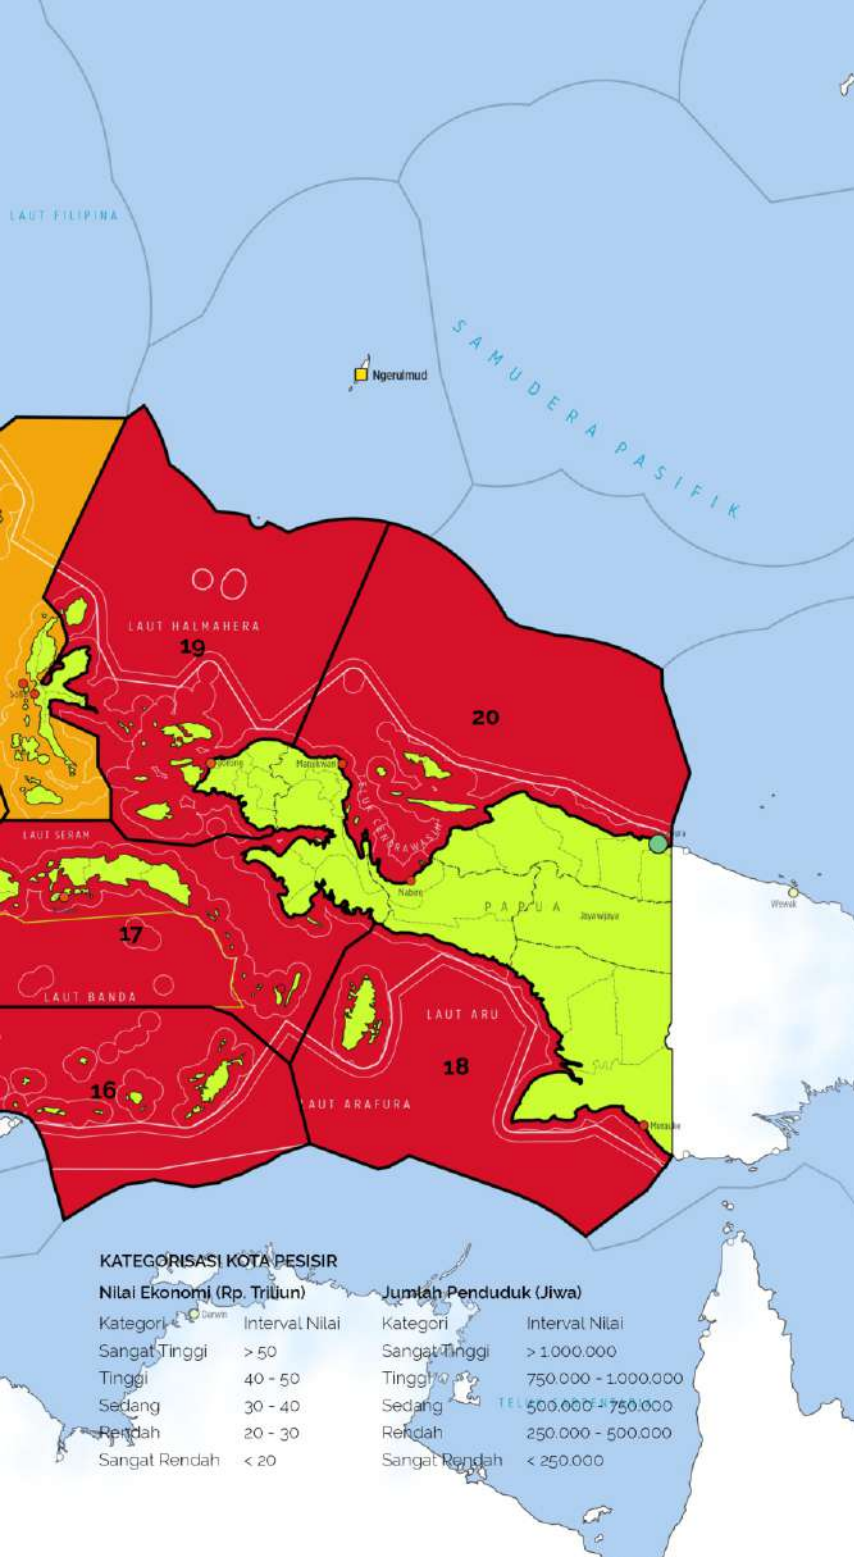 LAUT FILIPINA
Ngerulmud
SAMUDERA PASIFIK
LAUT HALMAHERA
19
20
Sorong
Manokwari
LAUT SERAM
TELUK CENDRAWASIH
Nabire
PAPUA
Jayawijaya
Wewak
17
LAUT BANDA
LAUT ARU
18
16
LAUT ARAFURA
Merauke
KATEGORISASI KOTA PESISIR
Nilai Ekonomi (Rp. Triliun) Jumlah Penduduk (Jiwa)
Darwin
Kategori Interval Nilai Kategori Interval Nilai
Sangat Tinggi > 50 Sangat Tinggi > 1.000.000
Tinggi 40 - 50 Tinggi 750.000 - 1.000.000
Sedang 30 - 40 Sedang 500.000 - 750.000
Rendah 20 - 30 Rendah 250.000 - 500.000
Sangat Rendah < 20 Sangat Rendah < 250.000